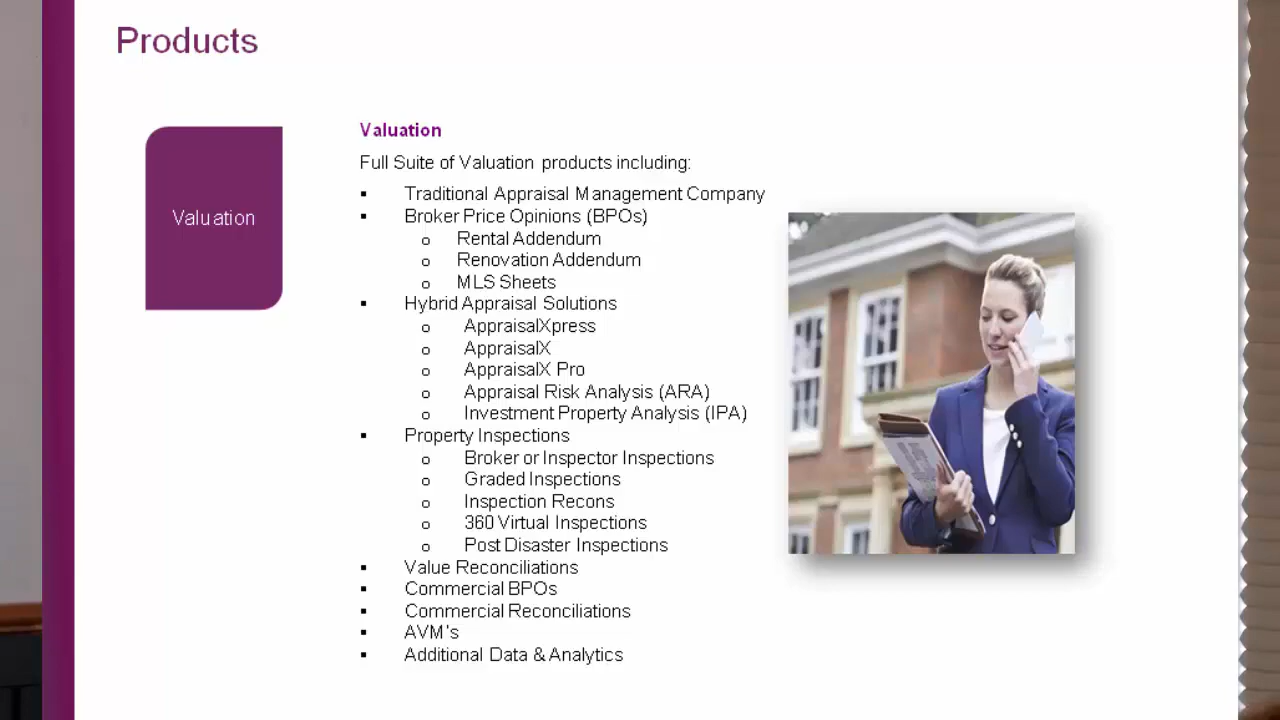 Products
Valuation
Valuation
Full Suite of Valuation products including:
▪ Traditional Appraisal Management Company
▪ Broker Price Opinions (BPOs)
o Rental Addendum
o Renovation Addendum
o MLS Sheets
▪ Hybrid Appraisal Solutions
o AppraisalXpress
o AppraisalX
o AppraisalX Pro
o Appraisal Risk Analysis (ARA)
o Investment Property Analysis (IPA)
▪ Property Inspections
o Broker or Inspector Inspections
o Graded Inspections
o Inspection Recons
o 360 Virtual Inspections
o Post Disaster Inspections
▪ Value Reconciliations
▪ Commercial BPOs
▪ Commercial Reconciliations
▪ AVM's
▪ Additional Data & Analytics